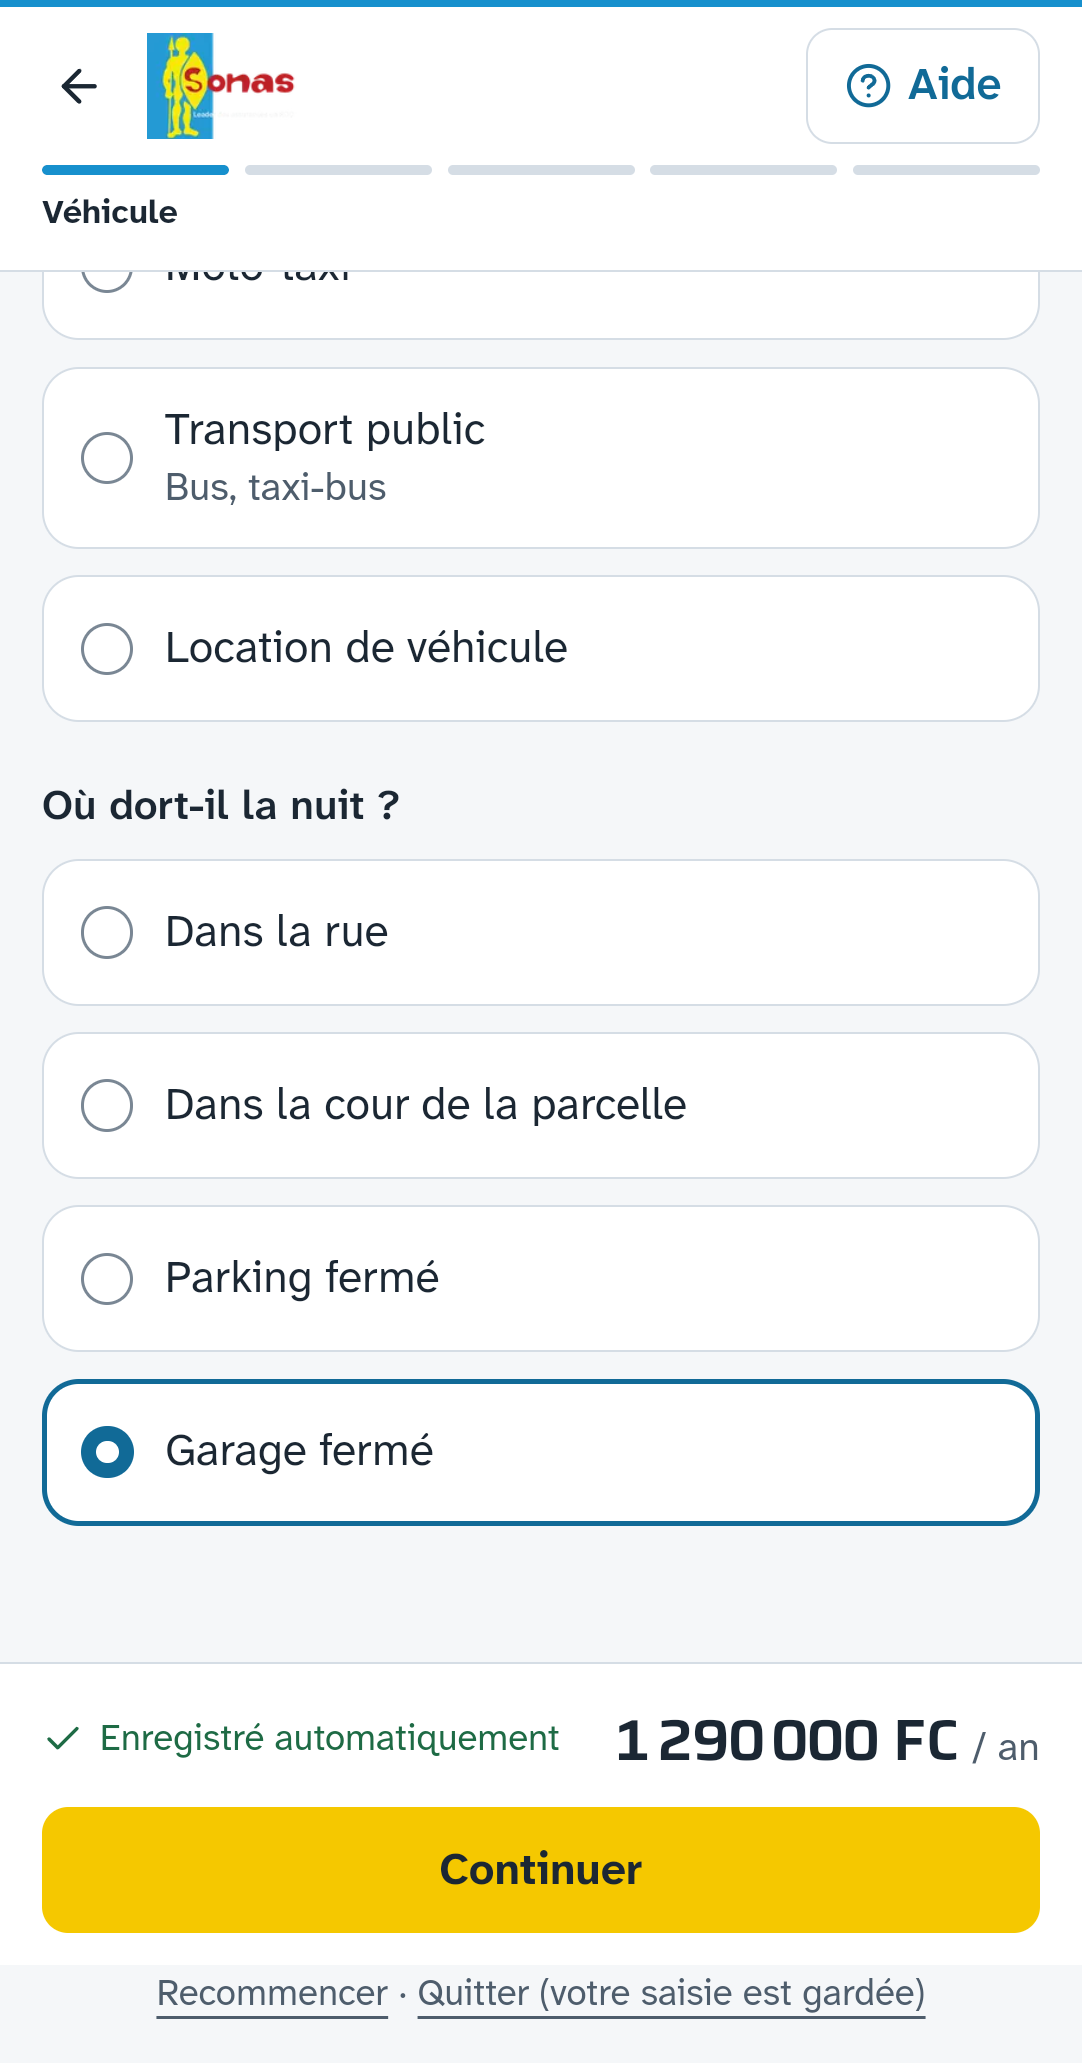 Sonas
Aide
Véhicule
Moto-taxi
Transport public
Bus, taxi-bus
Location de véhicule
Où dort-il la nuit ?
Dans la rue
Dans la cour de la parcelle
Parking fermé
Garage fermé
Enregistré automatiquement
1 290 000 FC / an
Continuer
Recommencer · Quitter (votre saisie est gardée)